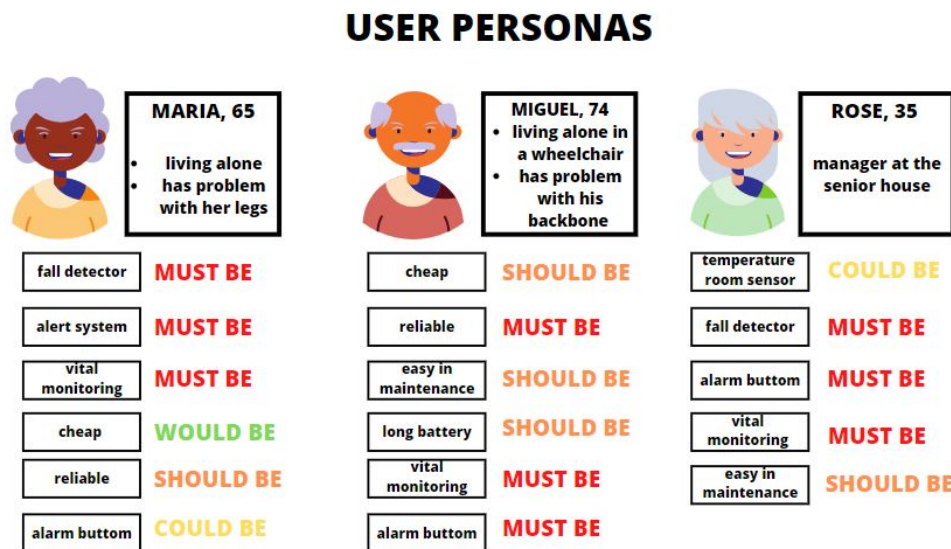 USER PERSONAS
MARIA, 65
• living alone
• has problem
with her legs
fall detector MUST BE
alert system MUST BE
vital
monitoring MUST BE
cheap WOULD BE
reliable SHOULD BE
alarm buttom COULD BE
MIGUEL, 74
• living alone in
a wheelchair
• has problem
with his
backbone
cheap SHOULD BE
reliable MUST BE
easy in
maintenance SHOULD BE
long battery SHOULD BE
vital
monitoring MUST BE
alarm buttom MUST BE
ROSE, 35
manager at the
senior house
temperature
room sensor COULD BE
fall detector MUST BE
alarm buttom MUST BE
vital
monitoring MUST BE
easy in
maintenance SHOULD BE